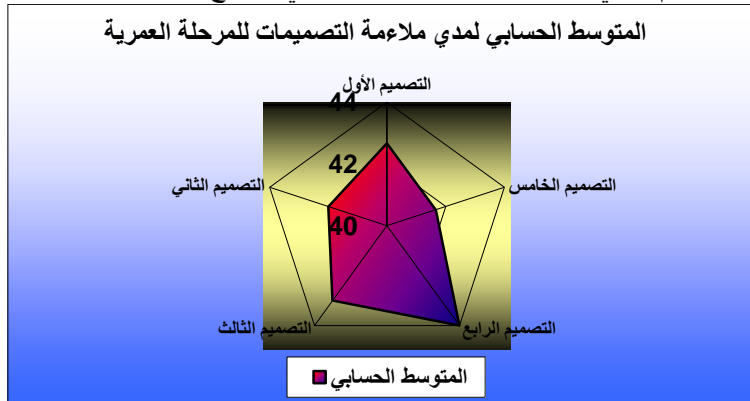 المتوسط الحسابي لمدي ملاءمة التصميمات للمرحلة العمرية
التصميم الأول
44
التصميم الخامس
42
التصميم الثاني
40
التصميم الرابع
التصميم الثالث
المتوسط الحسابي